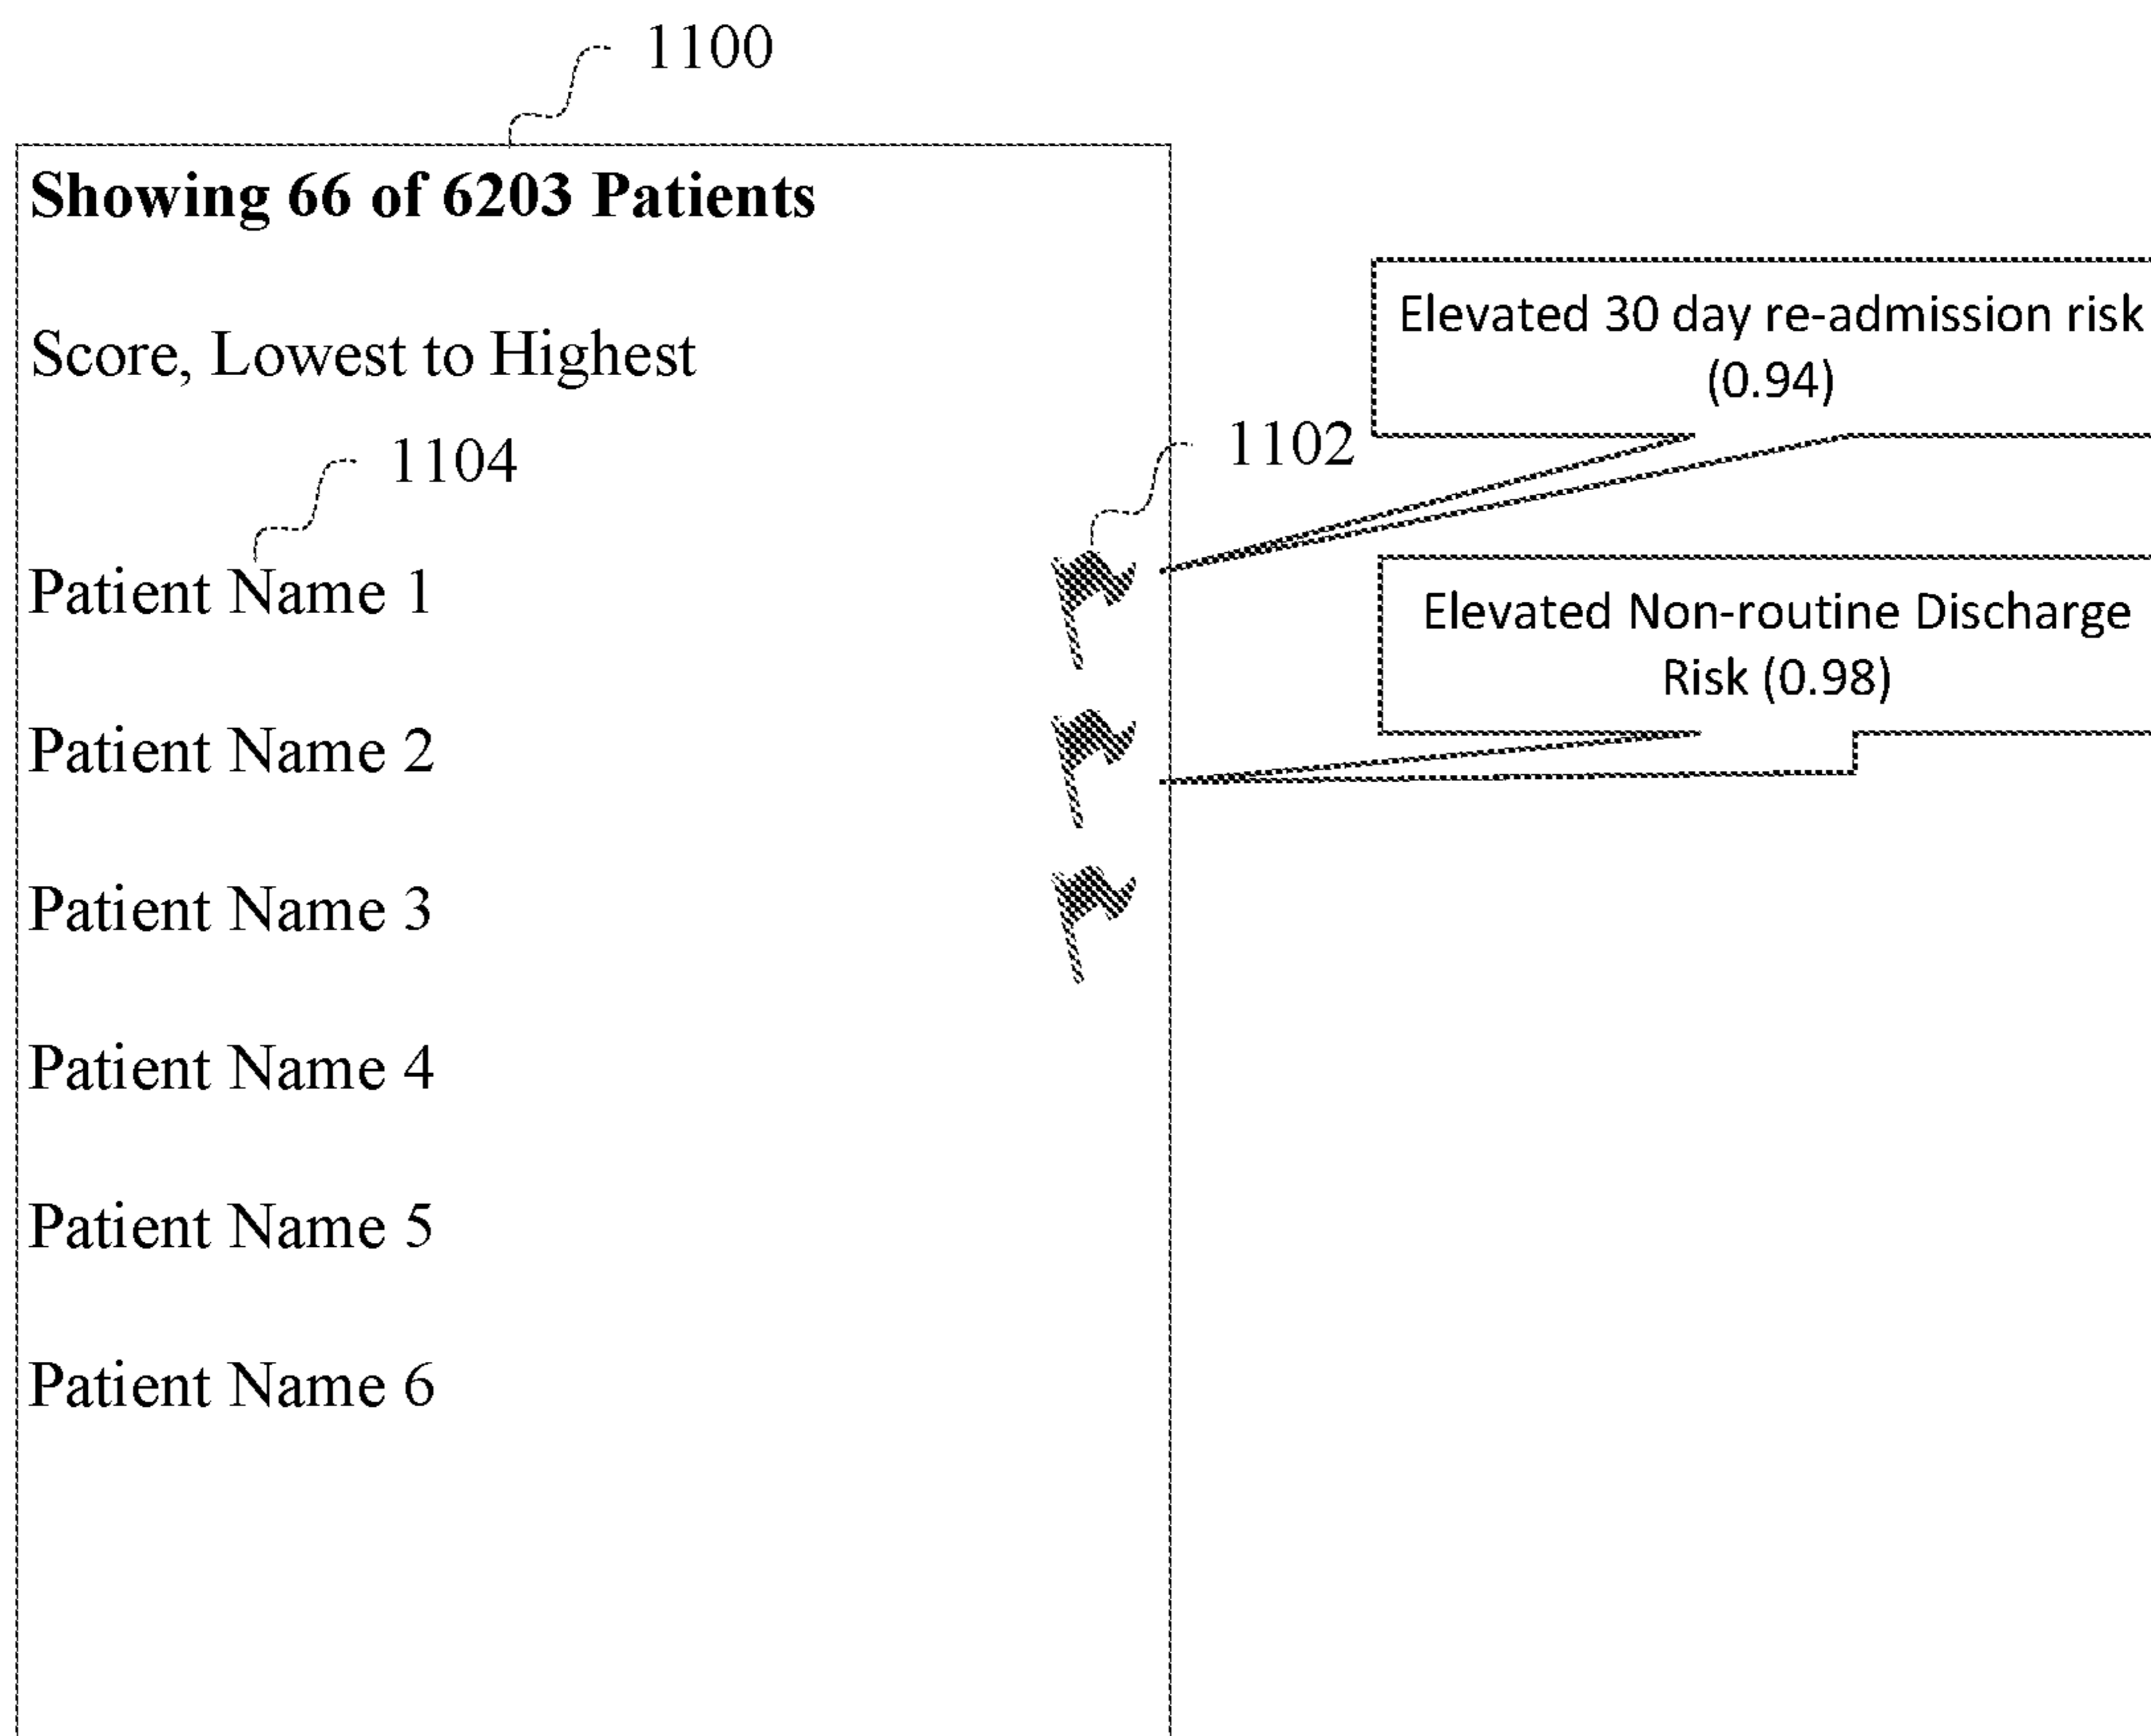 1100
Showing 66 of 6203 Patients
Elevated 30 day re-admission risk
(0.94)
Score, Lowest to Highest
1104
1102
Patient Name 1
Elevated Non-routine Discharge
Risk (0.98)
Patient Name 2
Patient Name 3
Patient Name 4
Patient Name 5
Patient Name 6